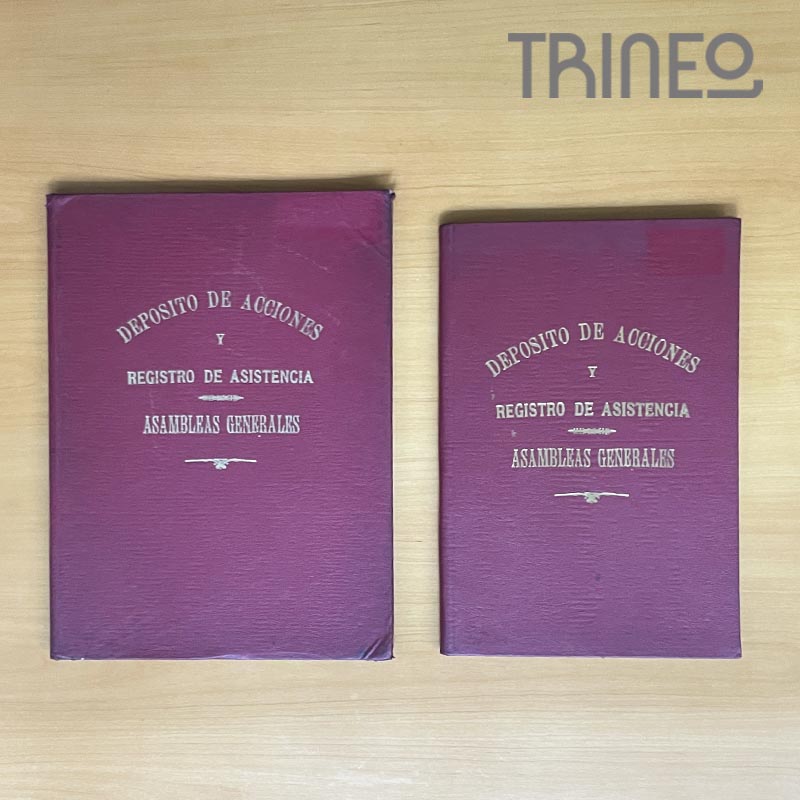 TRINEO
DEPOSITO DE ACCIONES
Y
REGISTRO DE ASISTENCIA
ASAMBLEAS GENERALES
DEPOSITO DE ACCIONES
Y
REGISTRO DE ASISTENCIA
ASAMBLEAS GENERALES